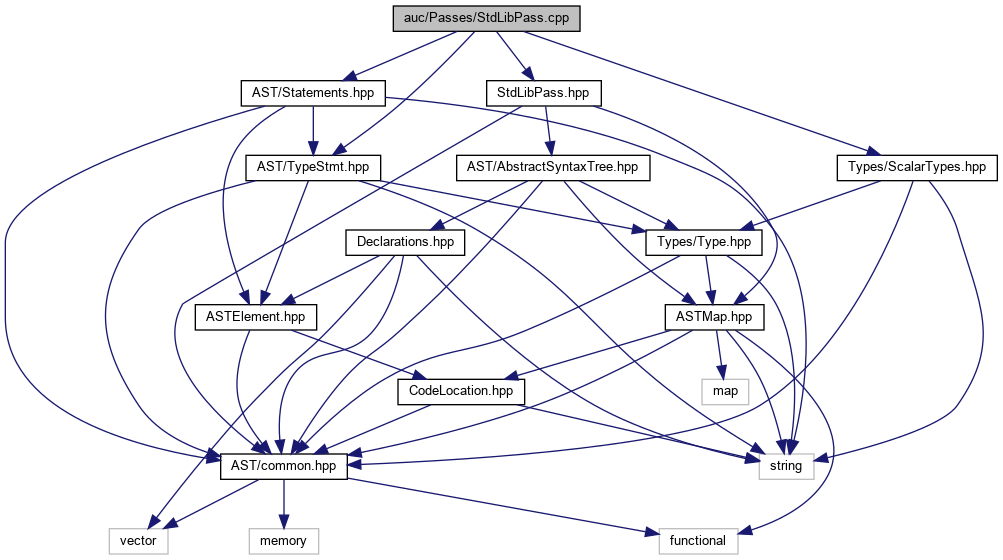 auc/Passes/StdLibPass.cpp
AST/Statements.hpp
StdLibPass.hpp
AST/TypeStmt.hpp
AST/AbstractSyntaxTree.hpp
Types/ScalarTypes.hpp
Declarations.hpp
Types/Type.hpp
ASTElement.hpp
ASTMap.hpp
CodeLocation.hpp
map
AST/common.hpp
string
vector
memory
functional